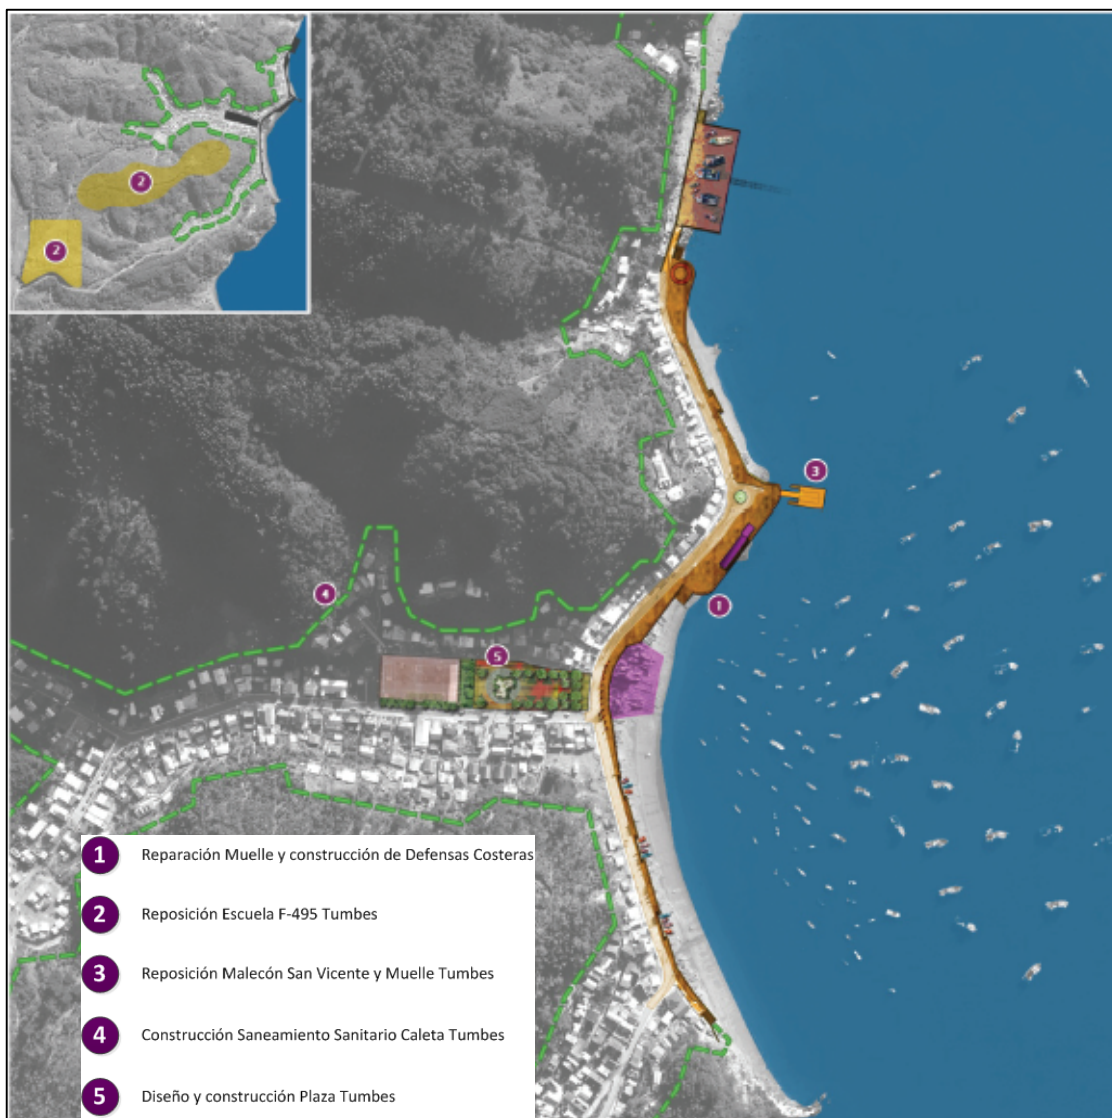 2
2
3
1
4
5
1 Reparación Muelle y construcción de Defensas Costeras
2 Reposición Escuela F-495 Tumbes
3 Reposición Malecón San Vicente y Muelle Tumbes
4 Construcción Saneamiento Sanitario Caleta Tumbes
5 Diseño y construcción Plaza Tumbes